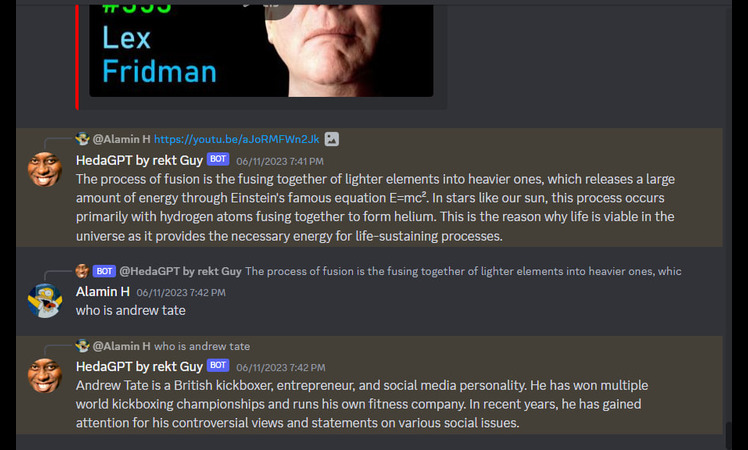 Lex
Fridman
@Alamin H https://youtu.be/aJoRMFWn2Jk
HedaGPT by rekt Guy BOT 06/11/2023 7:41 PM
The process of fusion is the fusing together of lighter elements into heavier ones, which releases a large
amount of energy through Einstein's famous equation E=mc². In stars like our sun, this process occurs
primarily with hydrogen atoms fusing together to form helium. This is the reason why life is viable in the
universe as it provides the necessary energy for life-sustaining processes.
BOT @HedaGPT by rekt Guy The process of fusion is the fusing together of lighter elements into heavier ones, whic
Alamin H 06/11/2023 7:42 PM
who is andrew tate
@Alamin H who is andrew tate
HedaGPT by rekt Guy BOT 06/11/2023 7:42 PM
Andrew Tate is a British kickboxer, entrepreneur, and social media personality. He has won multiple
world kickboxing championships and runs his own fitness company. In recent years, he has gained
attention for his controversial views and statements on various social issues.